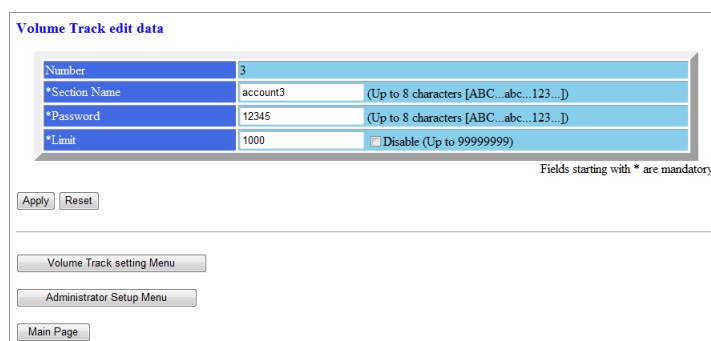 Volume Track edit data
Number 3
*Section Name account3 (Up to 8 characters [ABC...abc...123...])
*Password 12345 (Up to 8 characters [ABC...abc...123...])
*Limit 1000 Disable (Up to 99999999)
Fields starting with * are mandatory
Apply Reset
Volume Track setting Menu
Administrator Setup Menu
Main Page